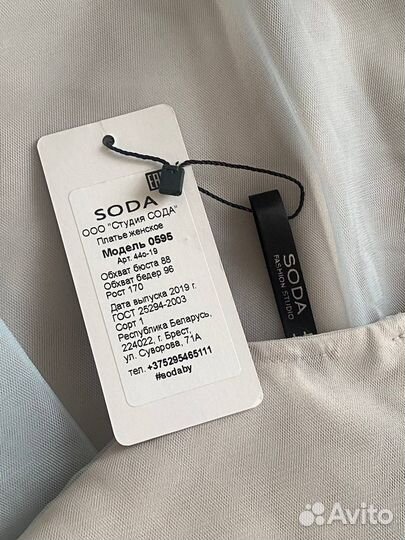 EAC
SODA
ООО "Студия СОДА"
Платье женское
Модель 0595
Арт. 44о-19
Обхват бюста 88
Обхват бедер 96
Рост 170
Дата выпуска 2019 г.
ГОСТ 25294-2003
Сорт 1
Республика Беларусь,
224022, г. Брест,
ул. Суворова, 71А
тел. +375295465111
#sodaby
SODA
FASHION STUDIO
Avito